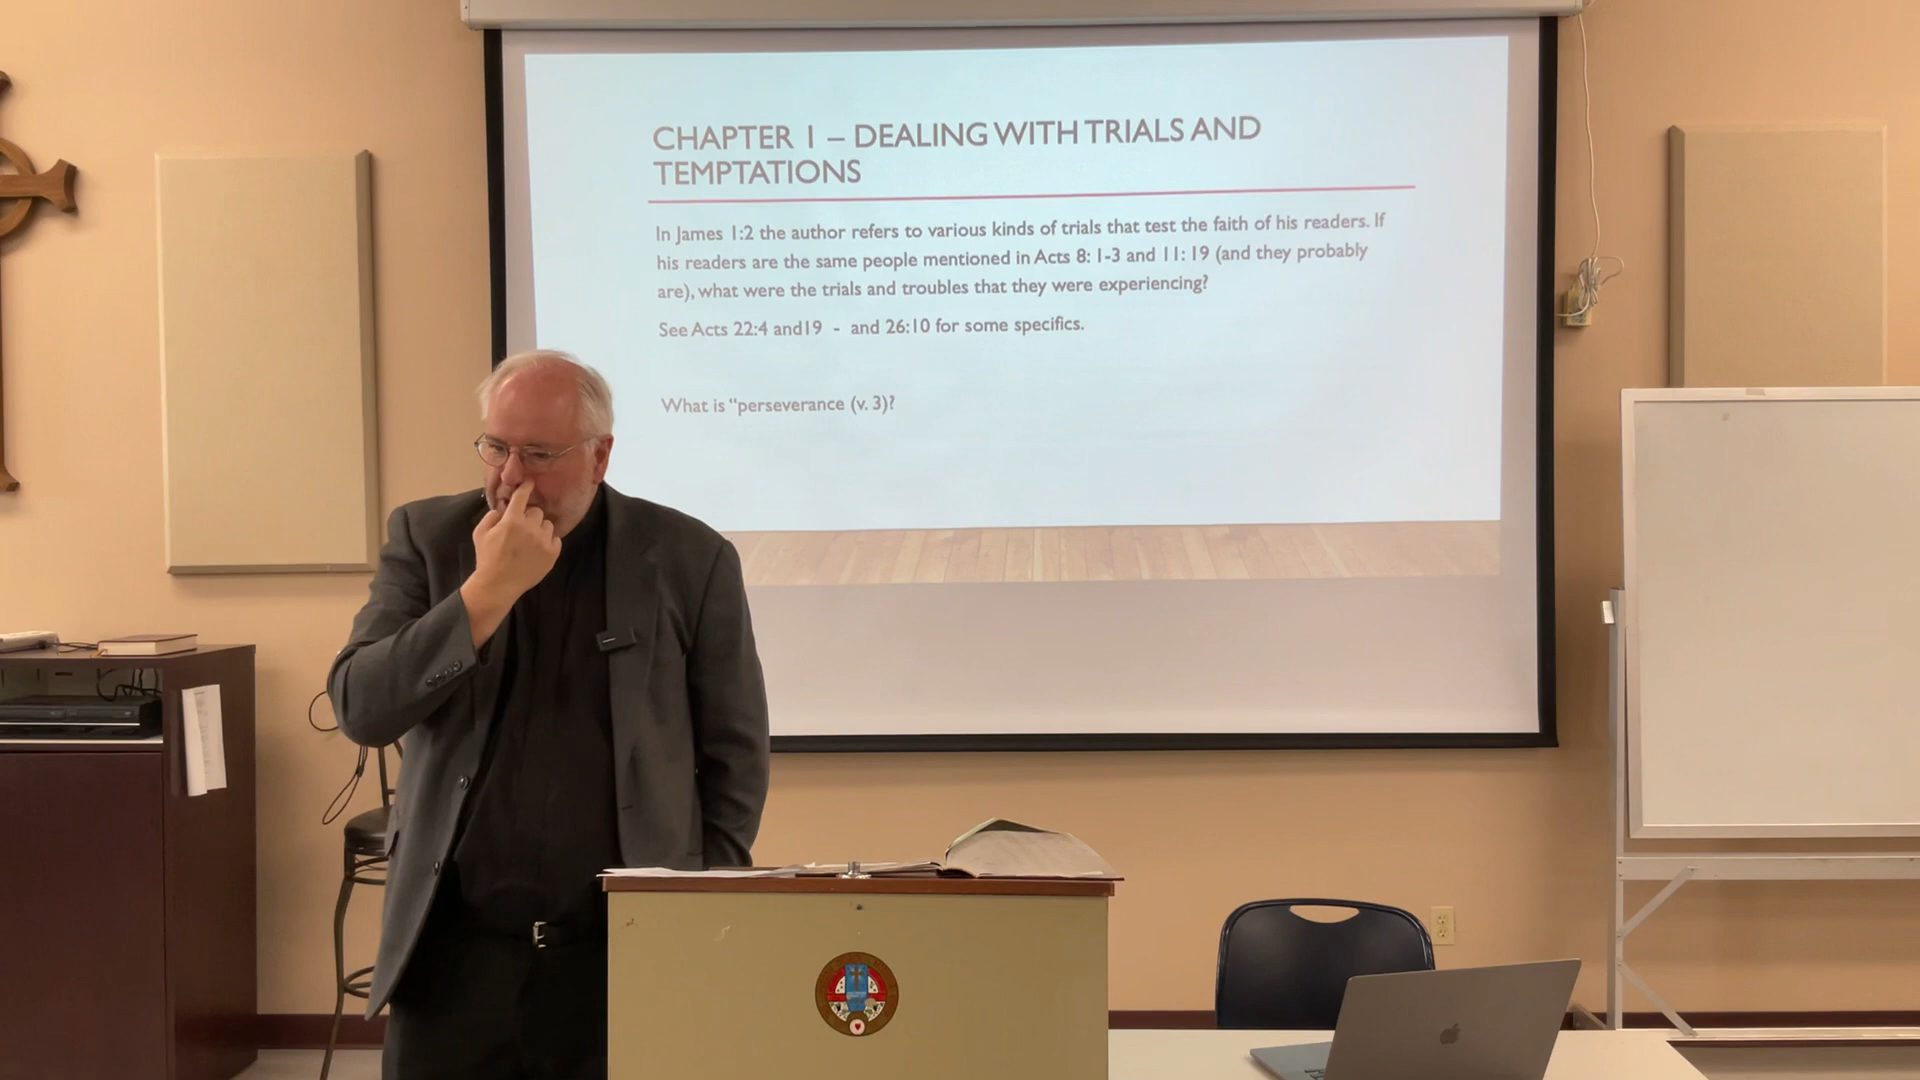 CHAPTER 1 – DEALING WITH TRIALS AND
TEMPTATIONS
In James 1:2 the author refers to various kinds of trials that test the faith of his readers. If
his readers are the same people mentioned in Acts 8: 1-3 and 11: 19 (and they probably
are), what were the trials and troubles that they were experiencing?
See Acts 22:4 and19 - and 26:10 for some specifics.
What is “perseverance (v. 3)?